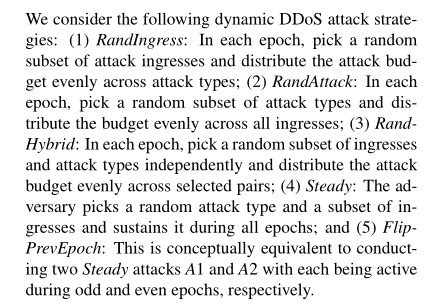 We consider the following dynamic DDoS attack strate-
gies: (1) RandIngress: In each epoch, pick a random
subset of attack ingresses and distribute the attack bud-
get evenly across attack types; (2) RandAttack: In each
epoch, pick a random subset of attack types and dis-
tribute the budget evenly across all ingresses; (3) Rand-
Hybrid: In each epoch, pick a random subset of ingresses
and attack types independently and distribute the attack
budget evenly across selected pairs; (4) Steady: The ad-
versary picks a random attack type and a subset of in-
gresses and sustains it during all epochs; and (5) Flip-
PrevEpoch: This is conceptually equivalent to conduct-
ing two Steady attacks A1 and A2 with each being active
during odd and even epochs, respectively.